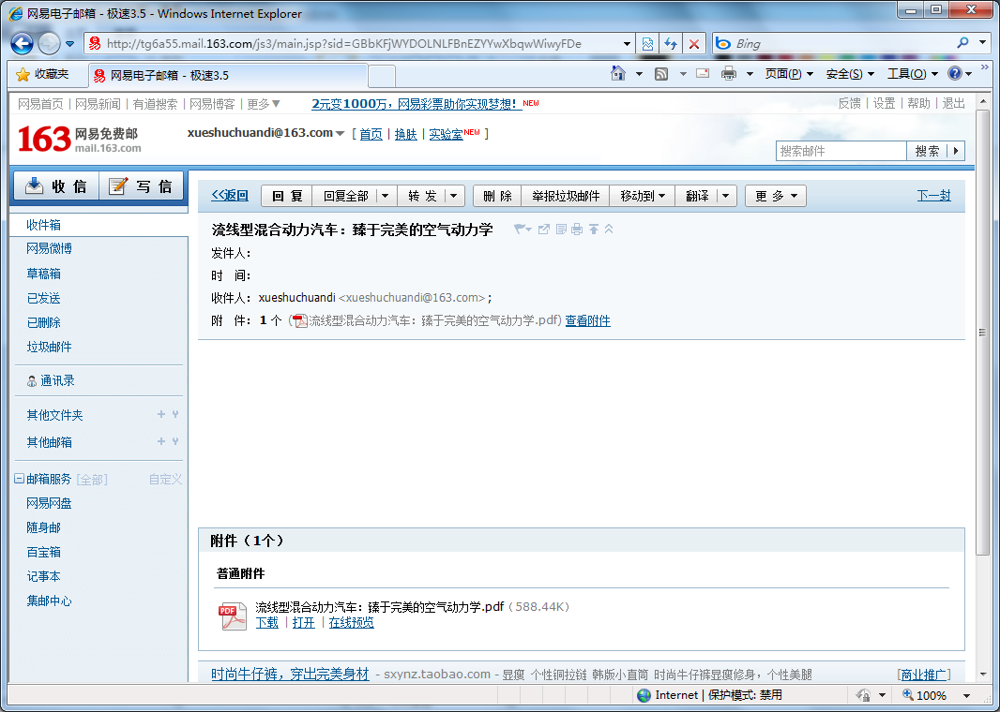 网易电子邮箱 - 极速3.5 - Windows Internet Explorer
http://tg6a55.mail.163.com/js3/main.jsp?sid=GBbKFjWYDOLNLFBnEZYYwXbqwWiwyFDe
Bing
收藏夹 网易电子邮箱 - 极速3.5 页面(P) 安全(S) 工具(O)
网易首页 | 网易新闻 | 有道搜索 | 网易博客 | 更多 2元变1000万，网易彩票助你实现梦想! NEW 反馈 | 设置 | 帮助 | 退出
163 网易免费邮 mail.163.com
xueshuchuandi@163.com [ 首页 | 换肤 | 实验室NEW ]
搜索邮件 搜索
收 信 写 信
<<返回 回 复 回复全部 转 发 删 除 举报垃圾邮件 移动到 翻译 更 多 下一封
收件箱
网易微博
草稿箱
已发送
已删除
垃圾邮件
通讯录
其他文件夹
其他邮箱
邮箱服务 [全部] 自定义
网易网盘
随身邮
百宝箱
记事本
集邮中心
流线型混合动力汽车：臻于完美的空气动力学
发件人：
时 间：
收件人：xueshuchuandi <xueshuchuandi@163.com>;
附 件：1 个 (流线型混合动力汽车：臻于完美的空气动力学.pdf) 查看附件
附件（1个）
普通附件
PDF
流线型混合动力汽车：臻于完美的空气动力学.pdf（588.44K）
下载 | 打开 | 在线预览
时尚牛仔裤，穿出完美身材 - sxynz.taobao.com - 显瘦 个性铜拉链 韩版小直筒 时尚牛仔裤显瘦修身，个性美腿 [商业推广]
Internet | 保护模式: 禁用 100%